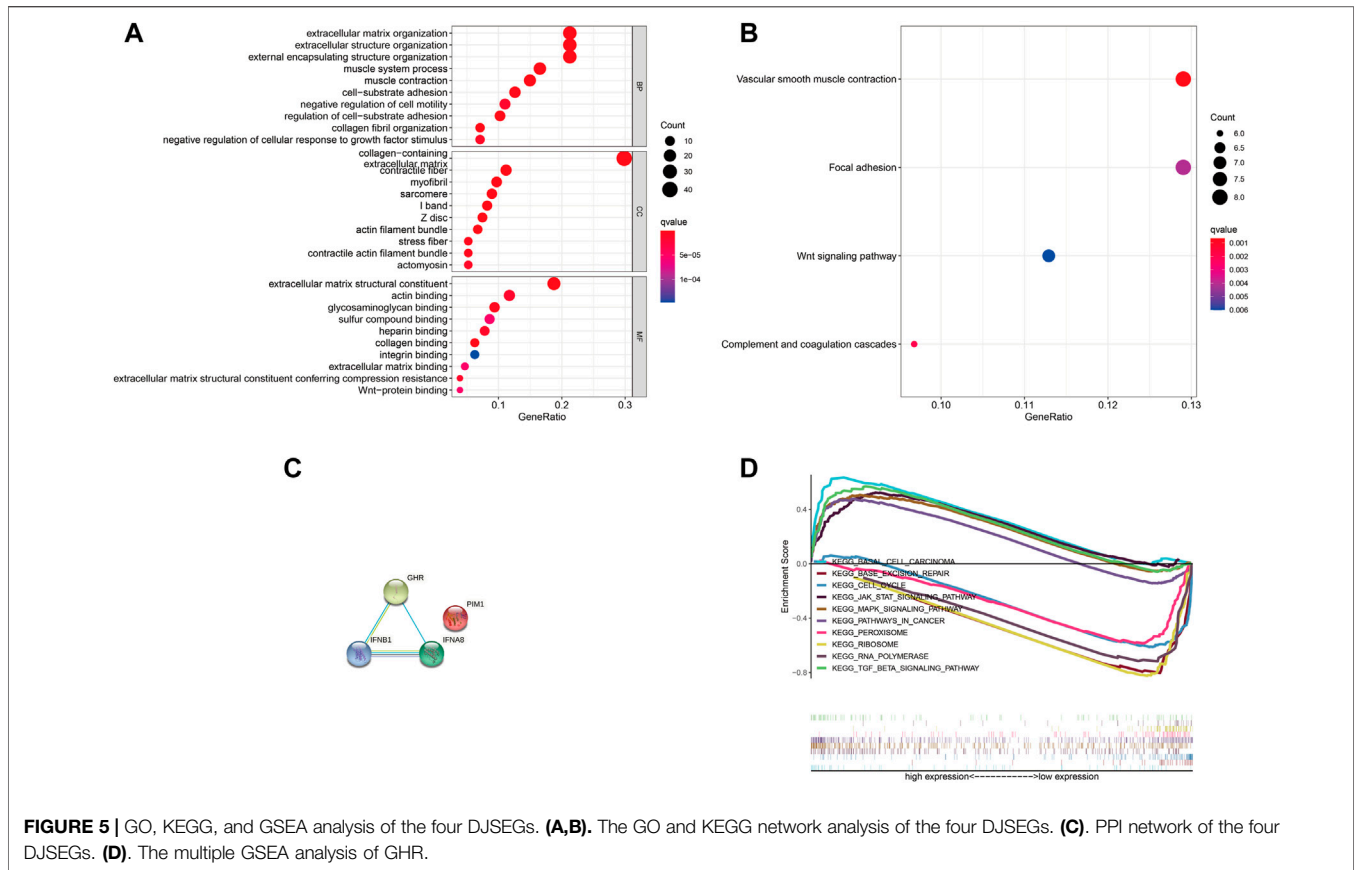 A
extracellular matrix organization
extracellular structure organization
external encapsulating structure organization
muscle system process
muscle contraction
cell−substrate adhesion
negative regulation of cell motility
regulation of cell−substrate adhesion
collagen fibril organization
negative regulation of cellular response to growth factor stimulus
BP
collagen−containing
extracellular matrix
contractile fiber
myofibril
sarcomere
I band
Z disc
actin filament bundle
stress fiber
contractile actin filament bundle
actomyosin
CC
extracellular matrix structural constituent
actin binding
glycosaminoglycan binding
sulfur compound binding
heparin binding
collagen binding
integrin binding
extracellular matrix binding
extracellular matrix structural constituent conferring compression resistance
Wnt−protein binding
MF
0.1 0.2 0.3
GeneRatio
Count
10
20
30
40
qvalue
5e−05
1e−04
B
Vascular smooth muscle contraction
Focal adhesion
Wnt signaling pathway
Complement and coagulation cascades
0.10 0.11 0.12 0.13
GeneRatio
Count
6.0
6.5
7.0
7.5
8.0
qvalue
0.001
0.002
0.003
0.004
0.005
0.006
C
GHR
PIM1
IFNB1
IFNA8
D
Enrichment Score
0.4
0.0
−0.4
−0.8
KEGG_BASAL_CELL_CARCINOMA
KEGG_BASE_EXCISION_REPAIR
KEGG_CELL_CYCLE
KEGG_JAK_STAT_SIGNALING_PATHWAY
KEGG_MAPK_SIGNALING_PATHWAY
KEGG_PATHWAYS_IN_CANCER
KEGG_PEROXISOME
KEGG_RIBOSOME
KEGG_RNA_POLYMERASE
KEGG_TGF_BETA_SIGNALING_PATHWAY
high expression<−−−−−−−−−−−>low expression
FIGURE 5 | GO, KEGG, and GSEA analysis of the four DJSEGs. (A,B). The GO and KEGG network analysis of the four DJSEGs. (C). PPI network of the four
DJSEGs. (D). The multiple GSEA analysis of GHR.